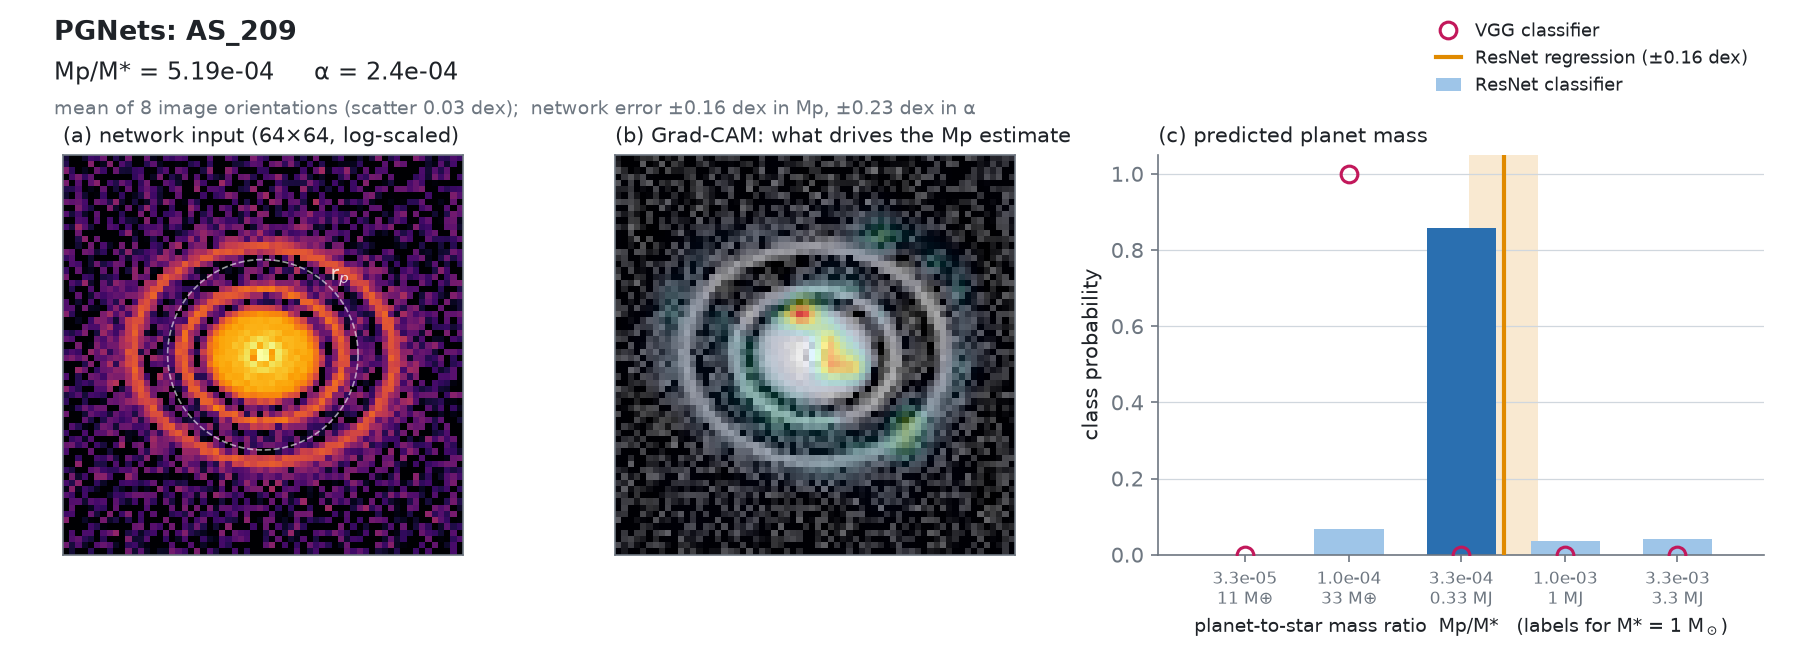 PGNets: AS_209
Mp/M* = 5.19e-04 α = 2.4e-04
mean of 8 image orientations (scatter 0.03 dex); network error ±0.16 dex in Mp, ±0.23 dex in α
VGG classifier
ResNet regression (±0.16 dex)
ResNet classifier
(a) network input (64×64, log-scaled)
r_p
(b) Grad-CAM: what drives the Mp estimate
(c) predicted planet mass
class probability
1.0
0.8
0.6
0.4
0.2
0.0
3.3e-05 1.0e-04 3.3e-04 1.0e-03 3.3e-03
11 M⊕ 33 M⊕ 0.33 MJ 1 MJ 3.3 MJ
planet-to-star mass ratio Mp/M* (labels for M* = 1 M☉)